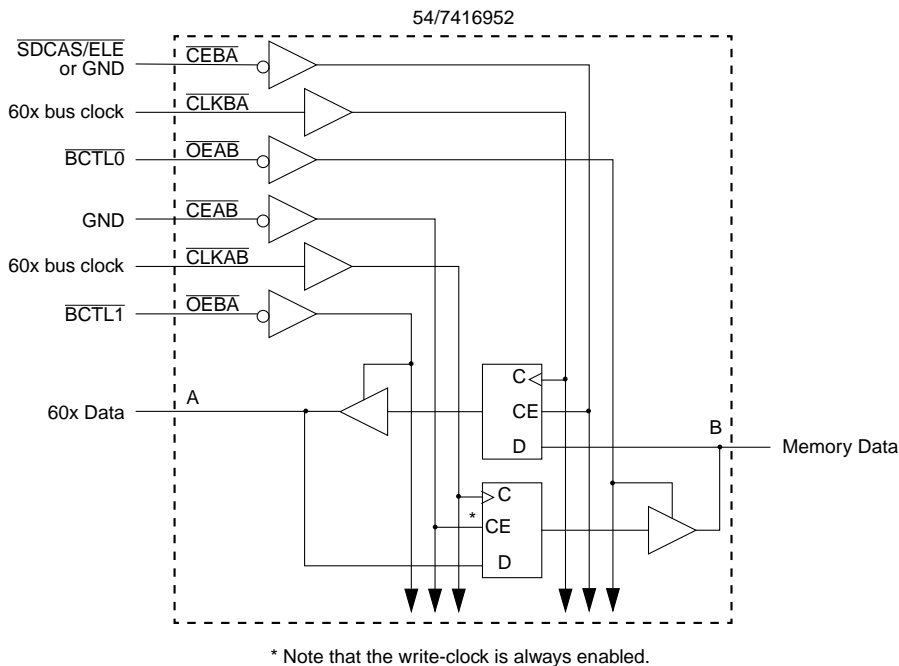 54/7416952
SDCAS/ELE
or GND
CEBA
60x bus clock
CLKBA
BCTL0
OEAB
GND
CEAB
60x bus clock
CLKAB
BCTL1
OEBA
60x Data
A
C
CE
D
B
Memory Data
C
*
CE
D
* Note that the write-clock is always enabled.